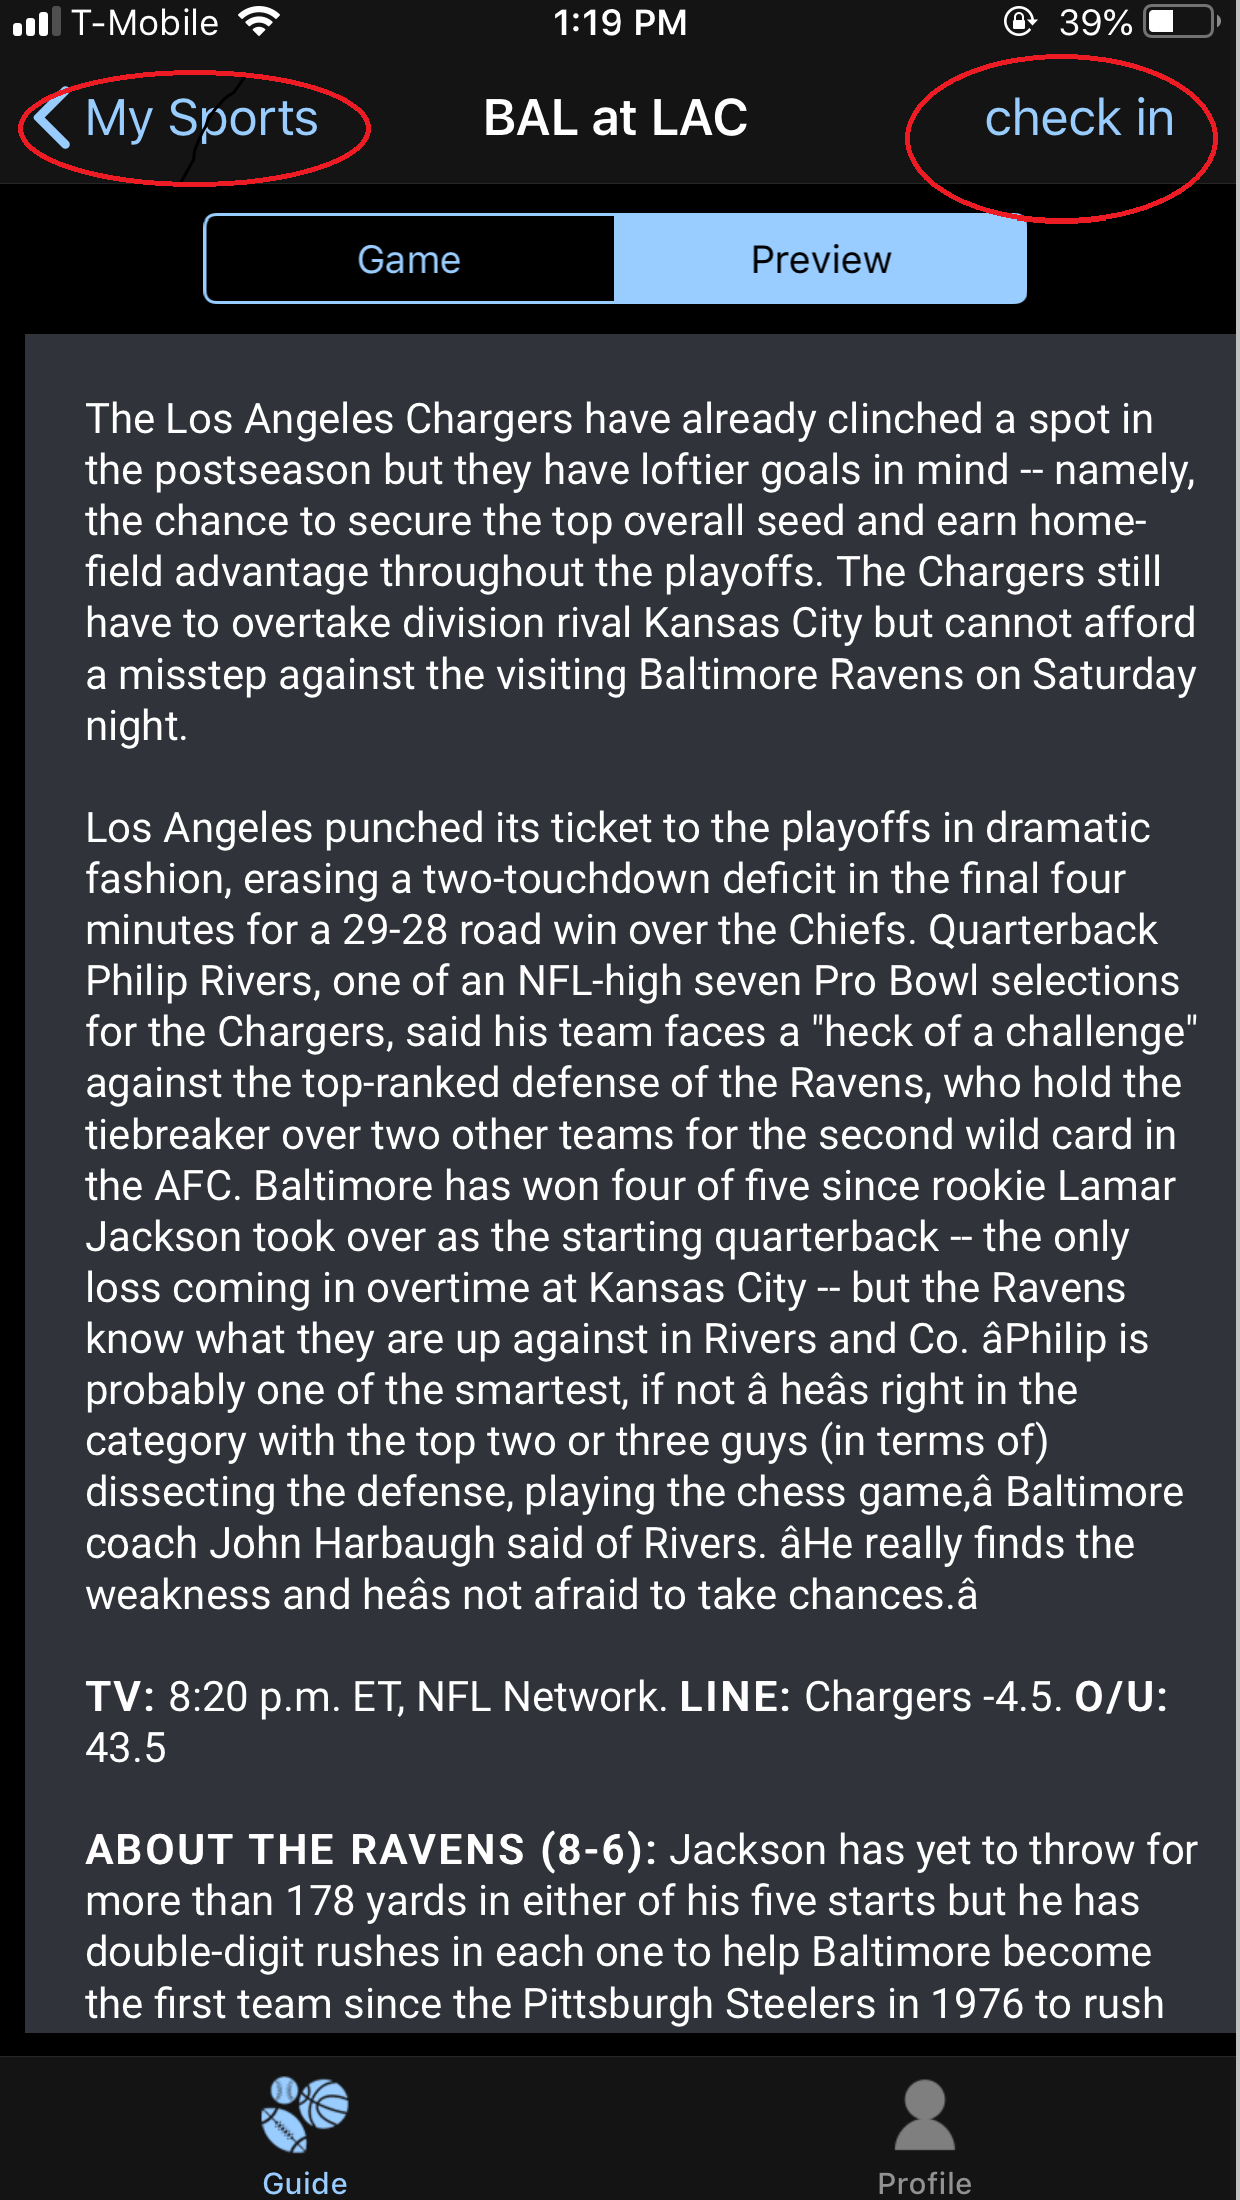 T-Mobile 1:19 PM 39%
My Sports BAL at LAC check in
Game Preview
The Los Angeles Chargers have already clinched a spot in
the postseason but they have loftier goals in mind -- namely,
the chance to secure the top overall seed and earn home-
field advantage throughout the playoffs. The Chargers still
have to overtake division rival Kansas City but cannot afford
a misstep against the visiting Baltimore Ravens on Saturday
night.
Los Angeles punched its ticket to the playoffs in dramatic
fashion, erasing a two-touchdown deficit in the final four
minutes for a 29-28 road win over the Chiefs. Quarterback
Philip Rivers, one of an NFL-high seven Pro Bowl selections
for the Chargers, said his team faces a "heck of a challenge"
against the top-ranked defense of the Ravens, who hold the
tiebreaker over two other teams for the second wild card in
the AFC. Baltimore has won four of five since rookie Lamar
Jackson took over as the starting quarterback -- the only
loss coming in overtime at Kansas City -- but the Ravens
know what they are up against in Rivers and Co. âPhilip is
probably one of the smartest, if not â heâs right in the
category with the top two or three guys (in terms of)
dissecting the defense, playing the chess game,â Baltimore
coach John Harbaugh said of Rivers. âHe really finds the
weakness and heâs not afraid to take chances.â
TV: 8:20 p.m. ET, NFL Network. LINE: Chargers -4.5. O/U:
43.5
ABOUT THE RAVENS (8-6): Jackson has yet to throw for
more than 178 yards in either of his five starts but he has
double-digit rushes in each one to help Baltimore become
the first team since the Pittsburgh Steelers in 1976 to rush
Guide Profile